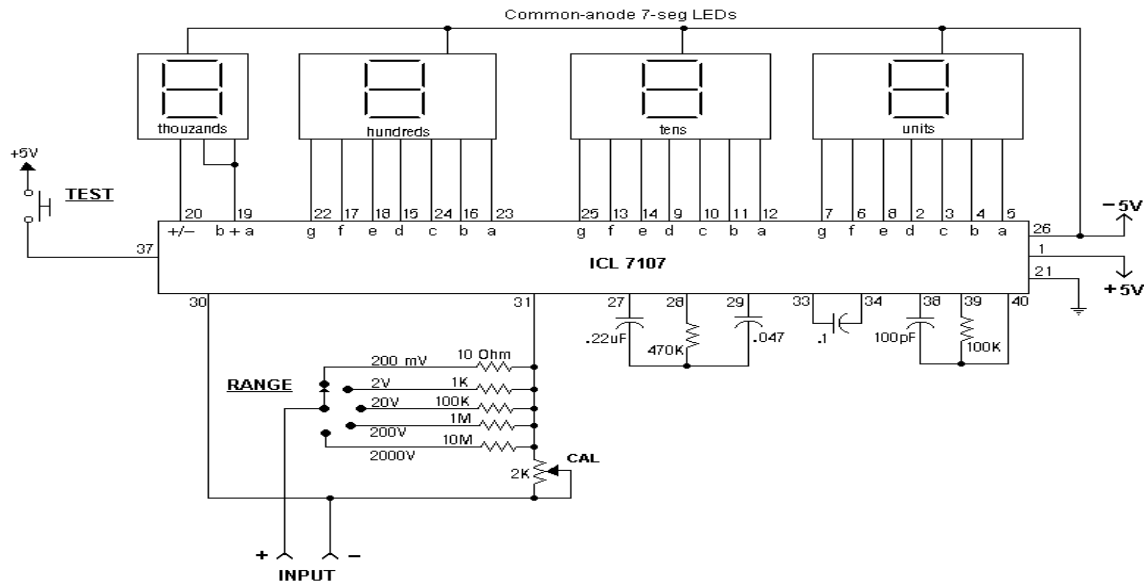 Common-anode 7-seg LEDs
thouzands
hundreds
tens
units
+5V
TEST
20 19 22 17 18 15 24 16 23 25 13 14 9 10 11 12 7 6 8 2 3 4 5
+/− b + a g f e d c b a g f e d c b a g f e d c b a
26
−5V
37
ICL 7107
1
21
+5V
30 31 27 28 29 33 34 38 39 40
.22uF
470K
.047
.1
100pF
100K
200 mV 10 Ohm
RANGE
2V 1K
20V 100K
200V 1M
2000V 10M
CAL
2K
+ −
INPUT